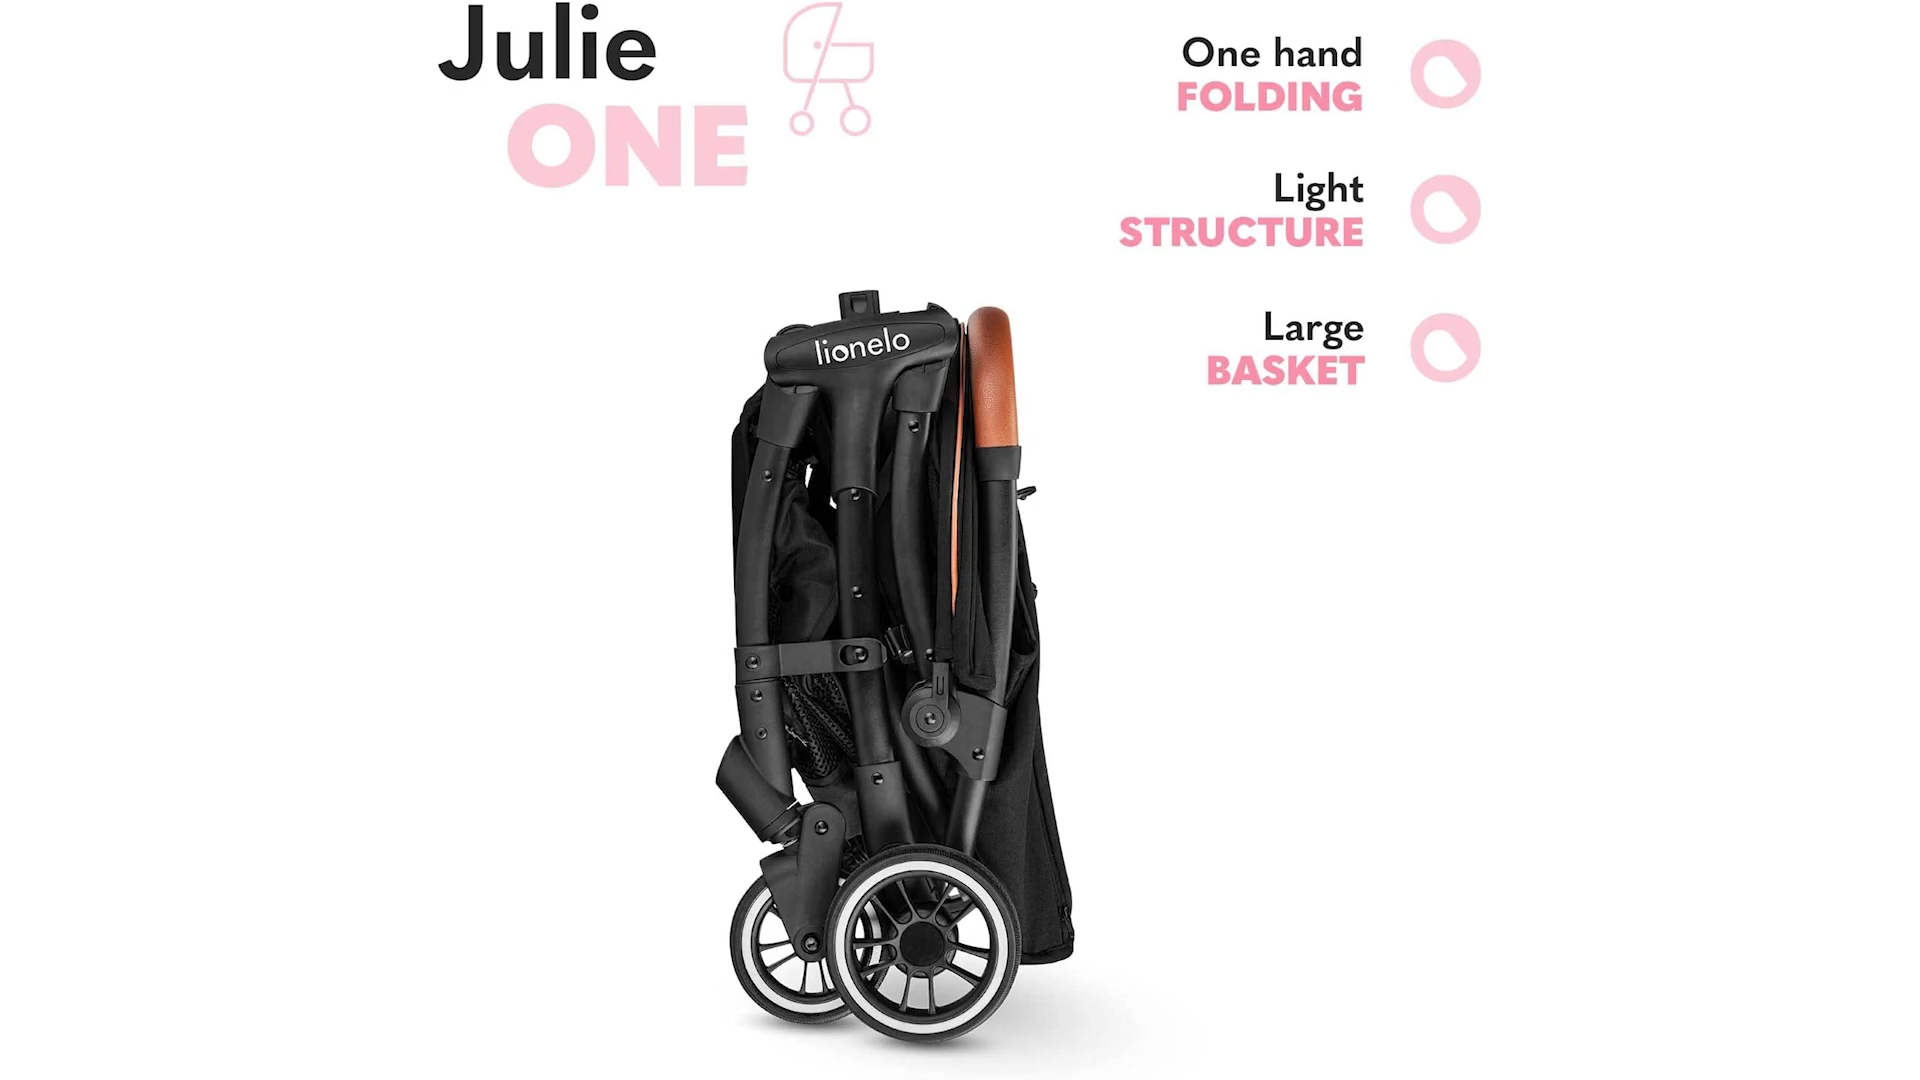 Julie
ONE
One hand
FOLDING
Light
STRUCTURE
Large
BASKET
lionelo